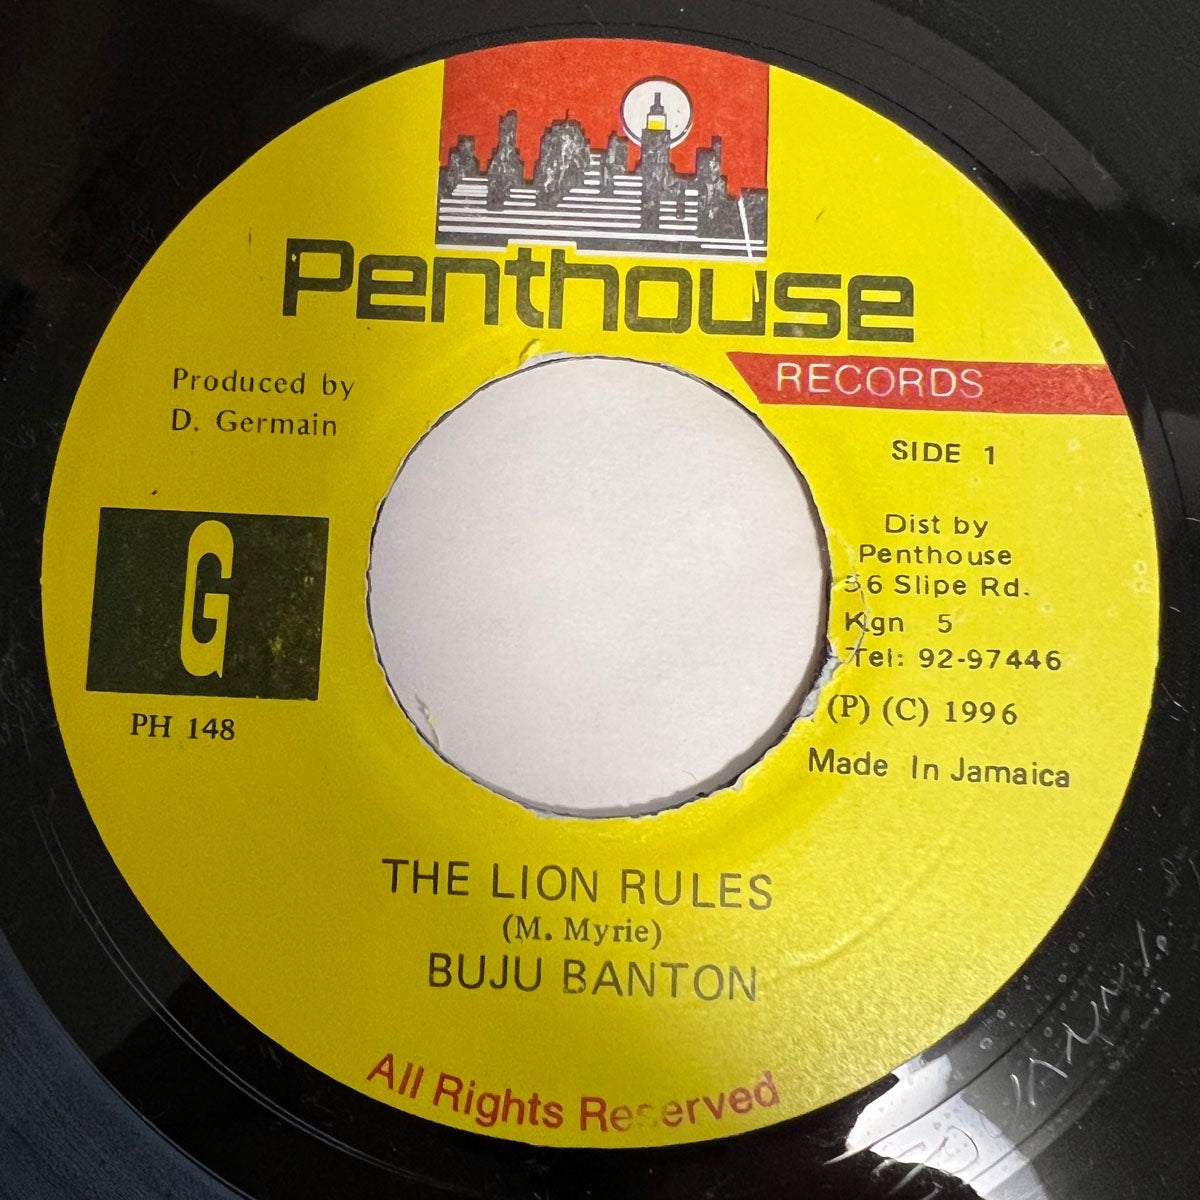 Penthouse
RECORDS
Produced by
D. Germain
SIDE 1
G
PH 148
Dist by
Penthouse
56 Slipe Rd.
Kgn 5
Tel: 92-97446
(P) (C) 1996
Made In Jamaica
THE LION RULES
(M. Myrie)
BUJU BANTON
All Rights Reserved